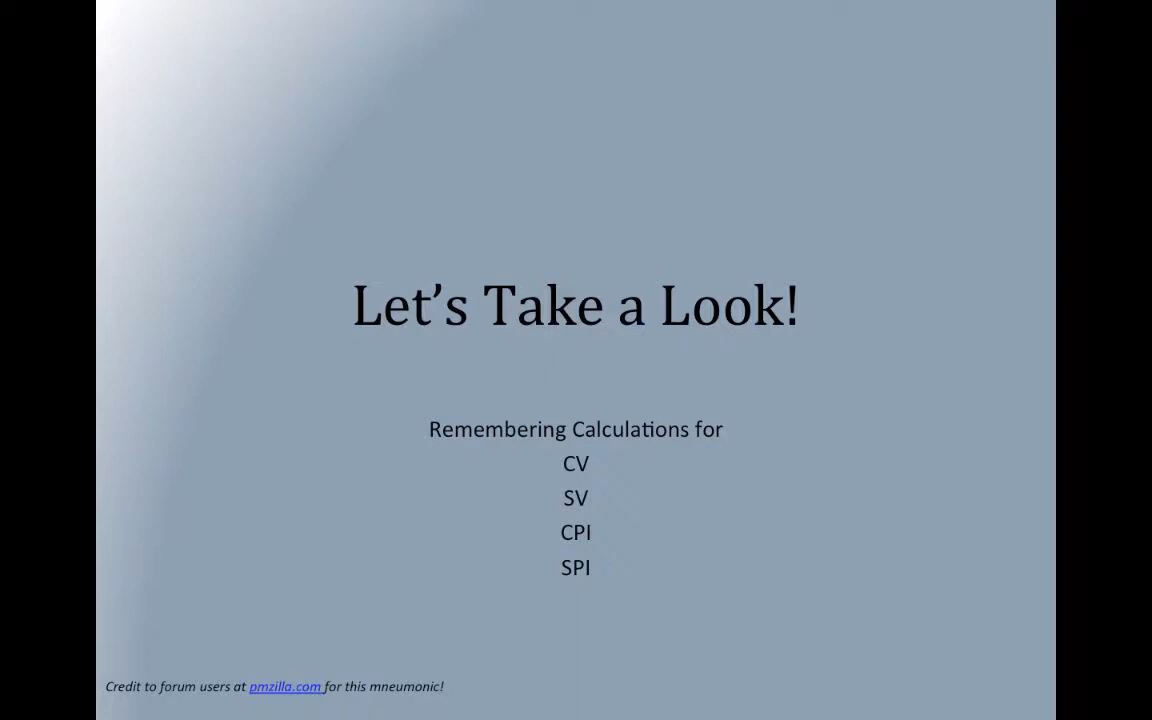 Let’s Take a Look!
Remembering Calculations for
CV
SV
CPI
SPI
Credit to forum users at pmzilla.com for this mneumonic!